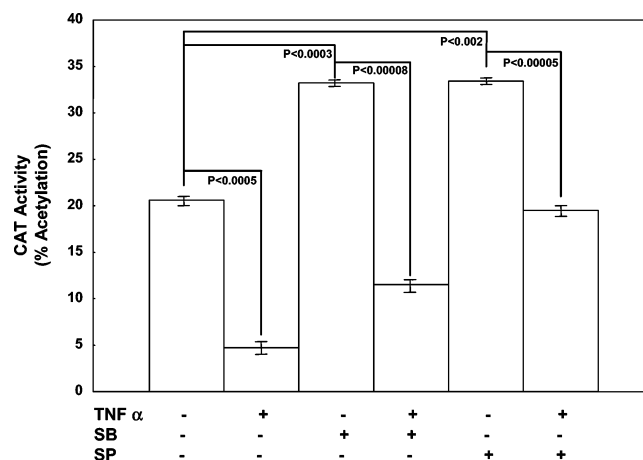 40
35
30
25
20
15
10
5
0
CAT Activity
(% Acetylation)
P<0.002
P<0.0003
P<0.00008
P<0.00005
P<0.0005
TNF α - + - + - +
SB - - + + - -
SP - - - - + +